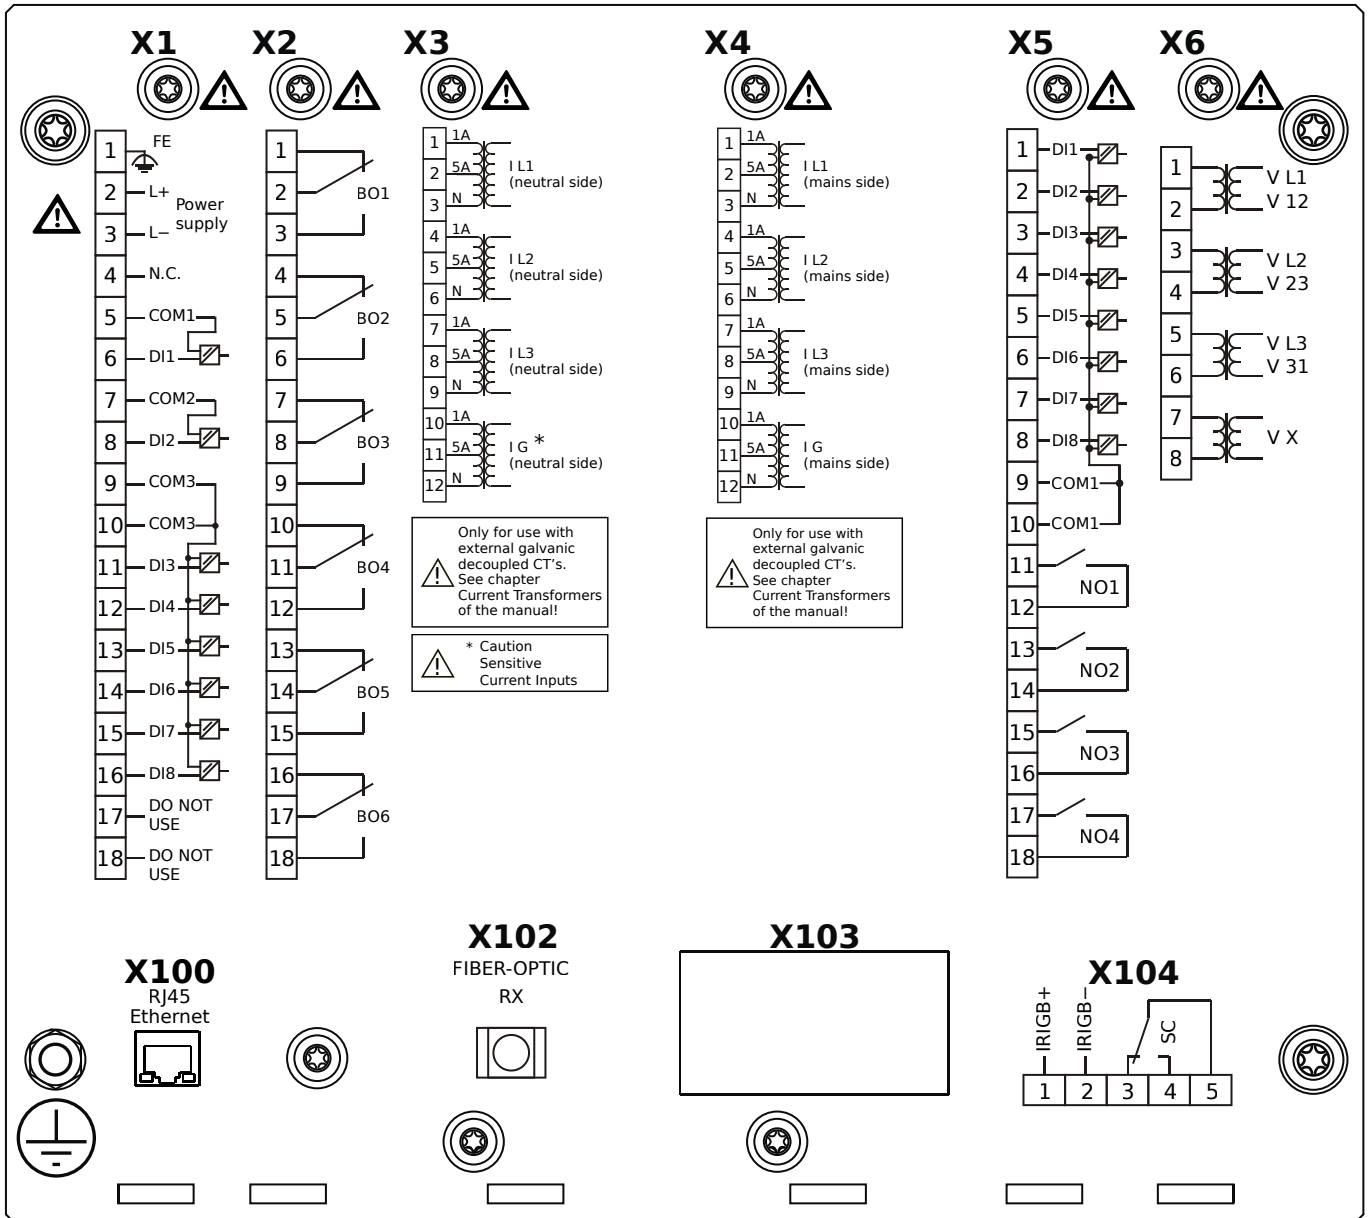 X1
X2
X3
X4
X5
X6
1 FE
2 L+
Power
supply
3 L−
4 N.C.
5 COM1
6 DI1
7 COM2
8 DI2
9 COM3
10 COM3
11 DI3
12 DI4
13 DI5
14 DI6
15 DI7
16 DI8
17 DO NOT
USE
18 DO NOT
USE
1
2 BO1
3
4
5 BO2
6
7
8 BO3
9
10
11 BO4
12
13
14 BO5
15
16
17 BO6
18
1 1A
2 5A I L1
(neutral side)
3 N
4 1A
5 5A I L2
(neutral side)
6 N
7 1A
8 5A I L3
(neutral side)
9 N
10 1A
11 5A I G *
(neutral side)
12 N
Only for use with
external galvanic
decoupled CT's.
See chapter
Current Transformers
of the manual!
* Caution
Sensitive
Current Inputs
1 1A
2 5A I L1
(mains side)
3 N
4 1A
5 5A I L2
(mains side)
6 N
7 1A
8 5A I L3
(mains side)
9 N
10 1A
11 5A I G
(mains side)
12 N
Only for use with
external galvanic
decoupled CT's.
See chapter
Current Transformers
of the manual!
1 DI1
2 DI2
3 DI3
4 DI4
5 DI5
6 DI6
7 DI7
8 DI8
9 COM1
10 COM1
11
NO1
12
13
NO2
14
15
NO3
16
17
NO4
18
1 V L1
2 V 12
3 V L2
4 V 23
5 V L3
6 V 31
7
V X
8
X100
RJ45
Ethernet
X102
FIBER-OPTIC
RX
X103
X104
IRIGB+
IRIGB−
SC
1 2 3 4 5